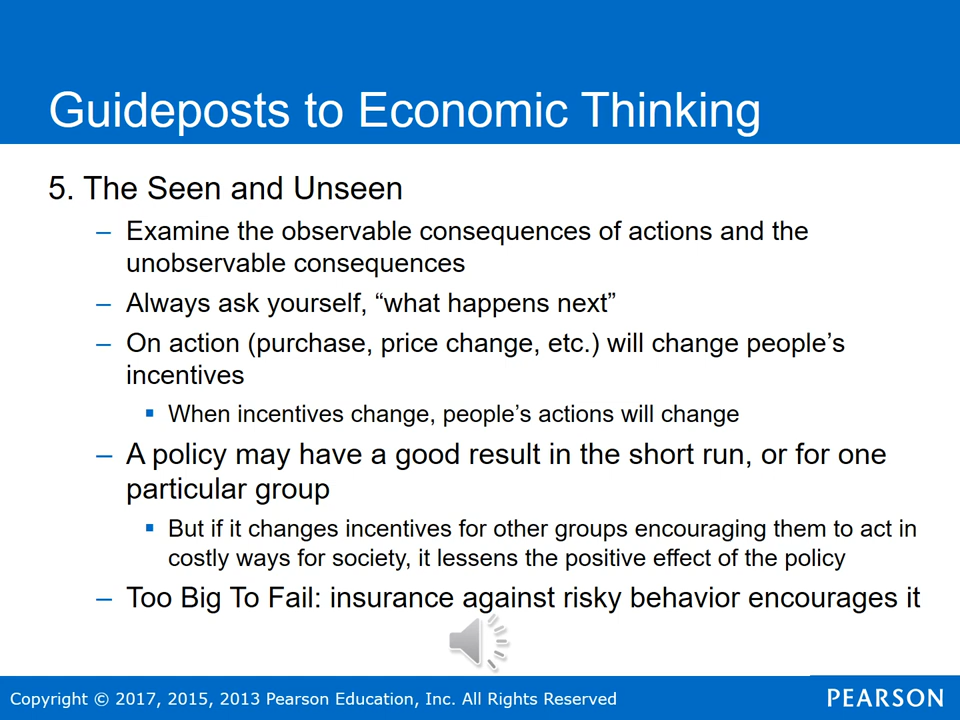 Guideposts to Economic Thinking
5. The Seen and Unseen
– Examine the observable consequences of actions and the
unobservable consequences
– Always ask yourself, “what happens next”
– On action (purchase, price change, etc.) will change people’s
incentives
▪ When incentives change, people’s actions will change
– A policy may have a good result in the short run, or for one
particular group
▪ But if it changes incentives for other groups encouraging them to act in
costly ways for society, it lessens the positive effect of the policy
– Too Big To Fail: insurance against risky behavior encourages it
Copyright © 2017, 2015, 2013 Pearson Education, Inc. All Rights Reserved
PEARSON